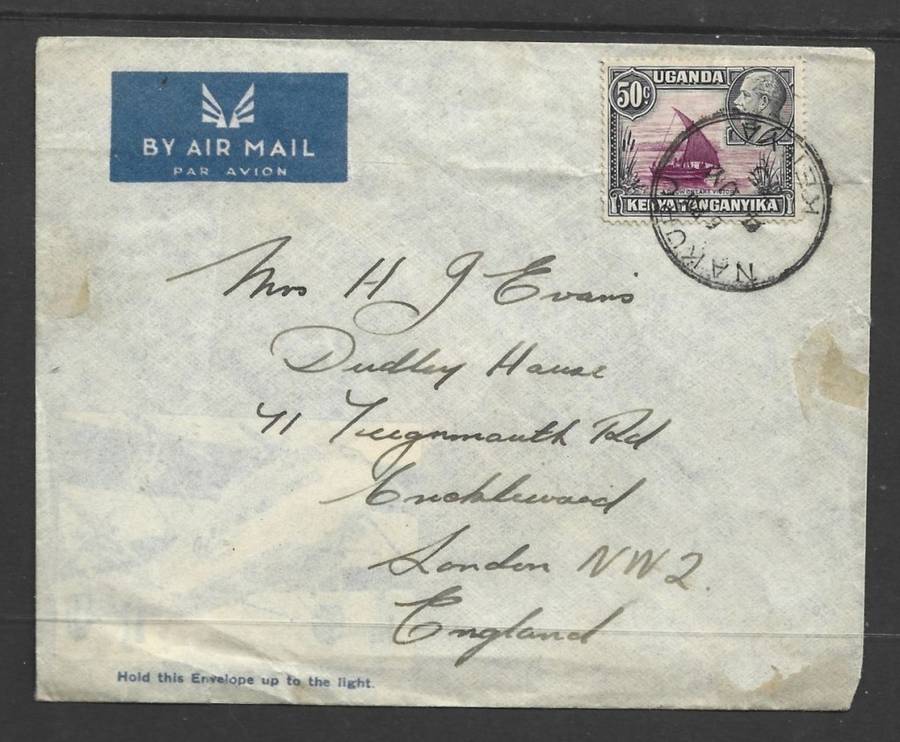 BY AIR MAIL
PAR AVION
UGANDA
50c
KENYA TANGANYIKA
NAKURU
KENYA
Mrs H J Evans
Dudley House
71 Teignmouth Rd
Cricklewood
London NW2.
England
Hold this Envelope up to the light.